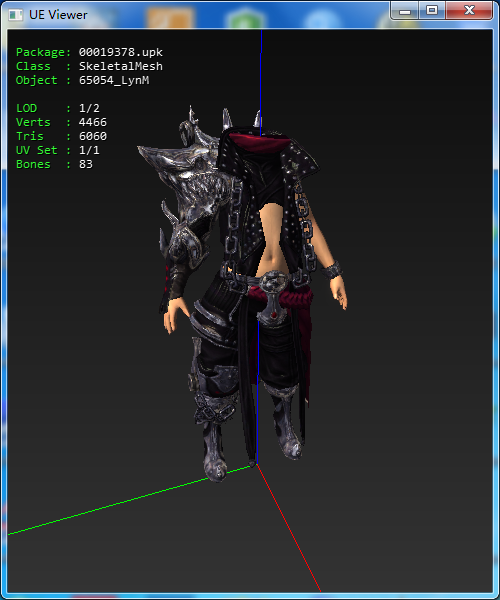 UE Viewer
Package: 00019378.upk
Class : SkeletalMesh
Object : 65054_LynM
LOD : 1/2
Verts : 4466
Tris : 6060
UV Set : 1/1
Bones : 83